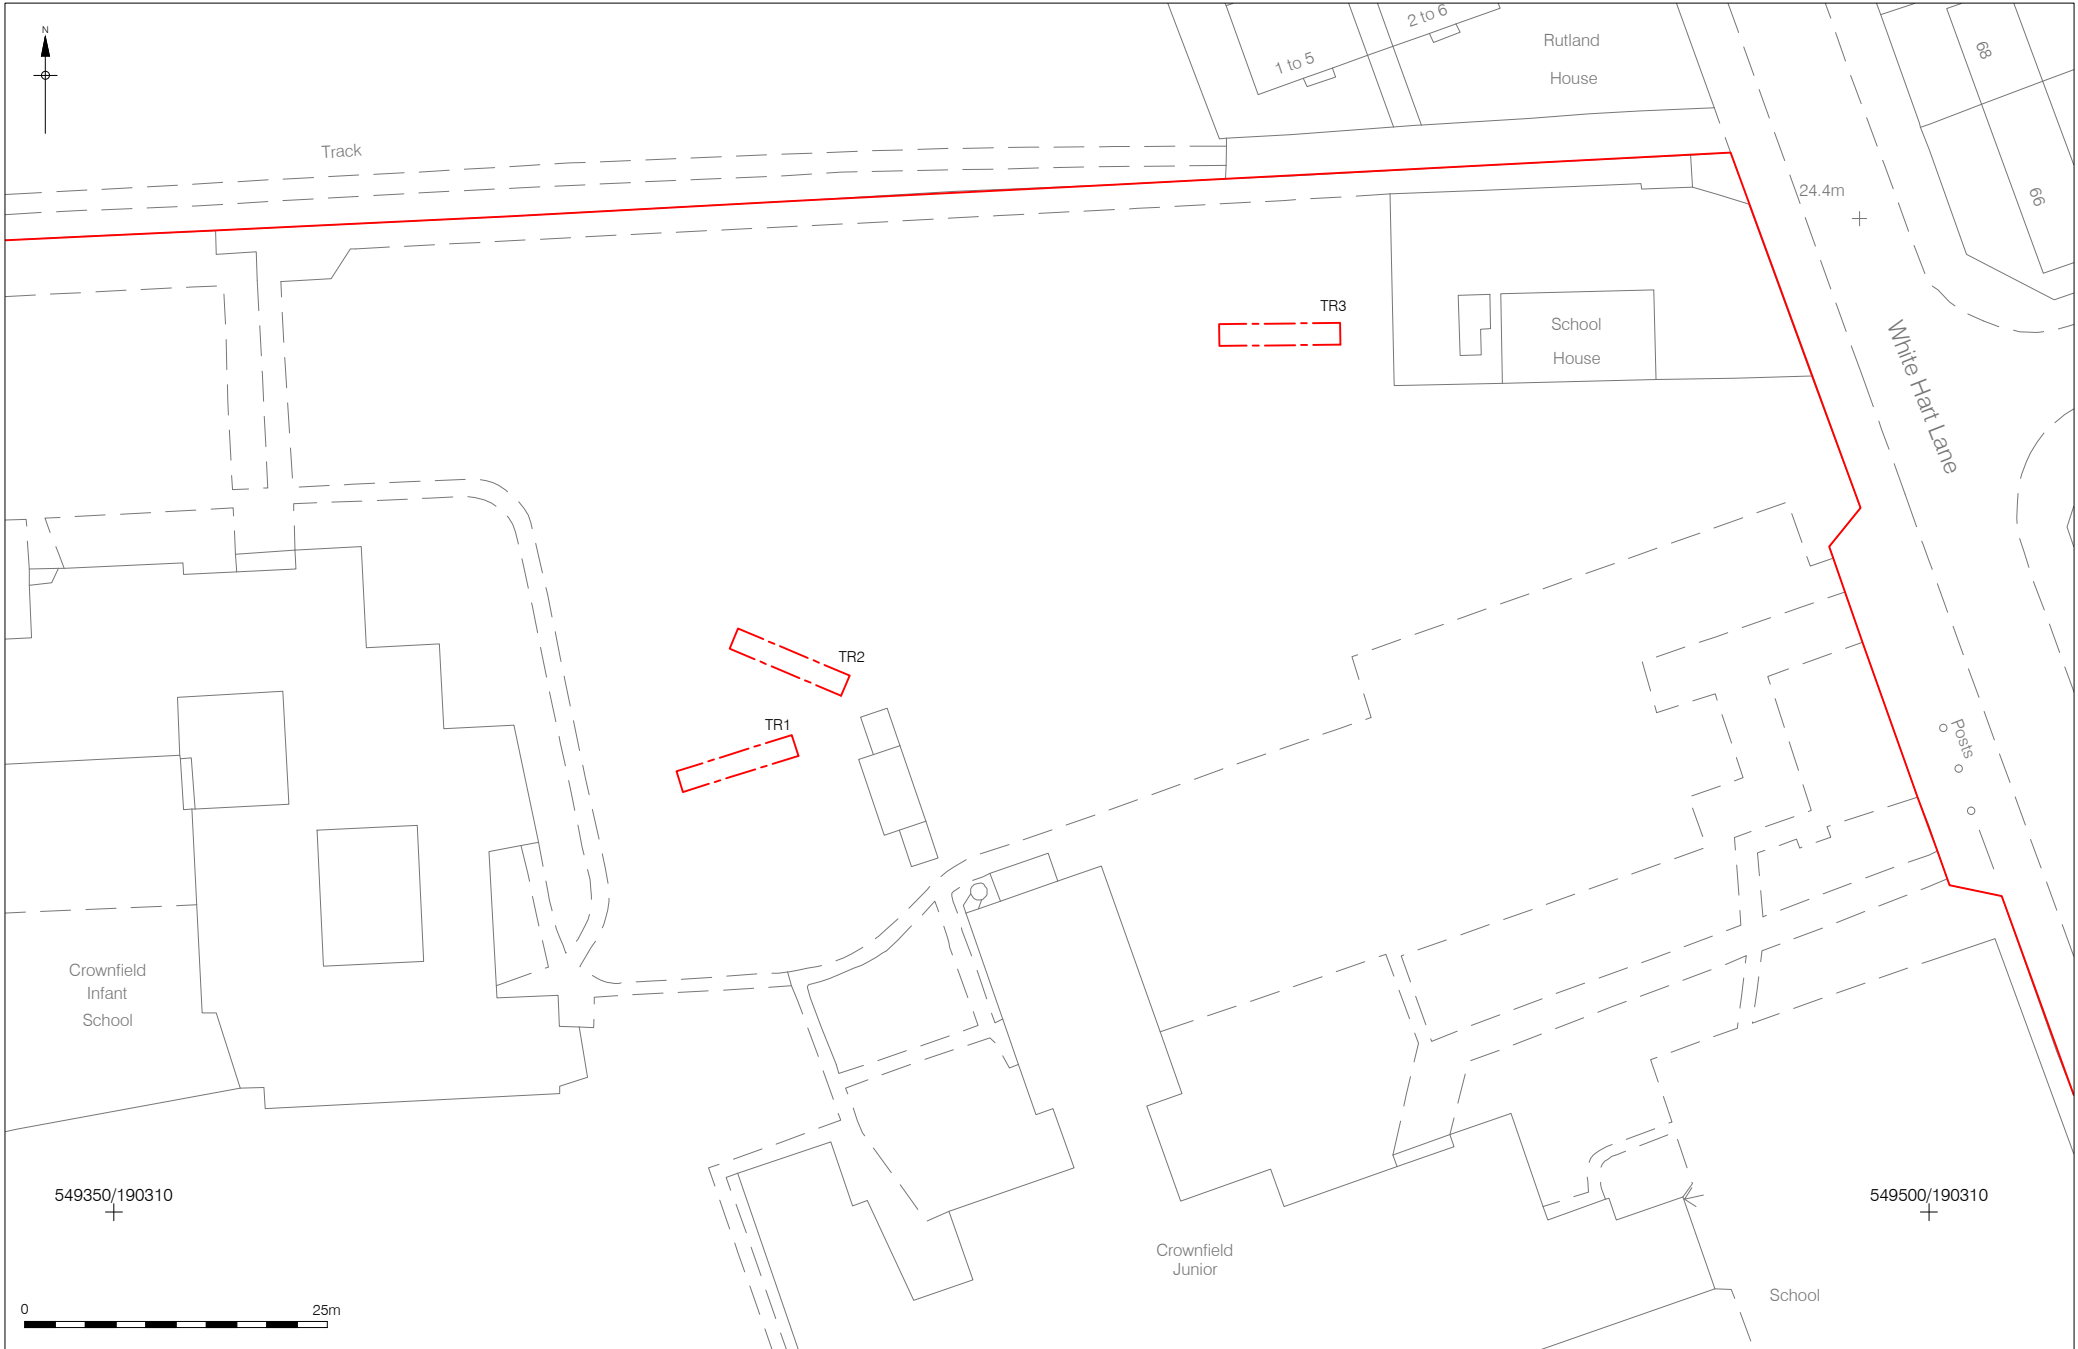 N
2 to 6
1 to 5
Rutland
House
68
Track
24.4m
66
TR3
School
House
White Hart Lane
TR2
TR1
Posts
Crownfield
Infant
School
549350/190310
549500/190310
Crownfield
Junior
School
0 25m